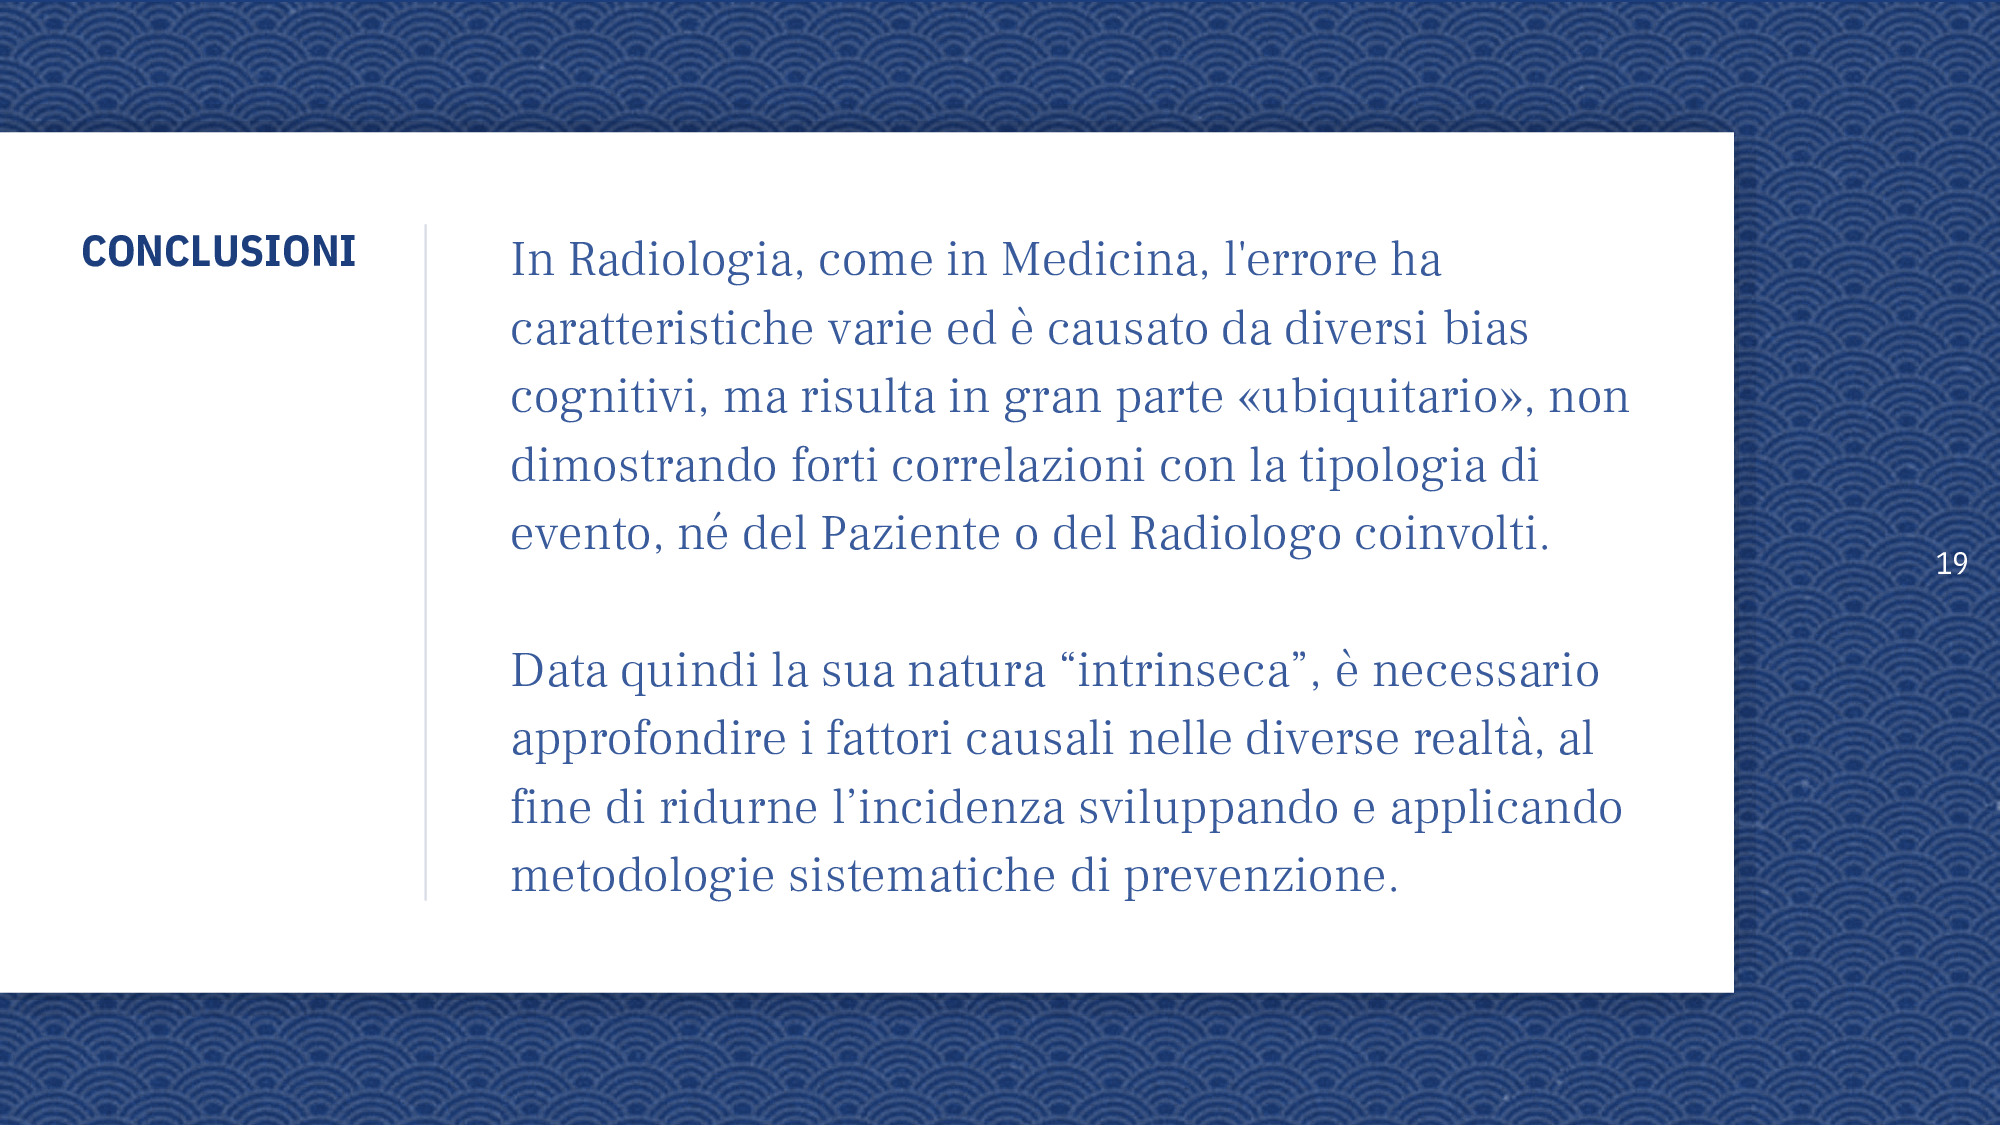 CONCLUSIONI
In Radiologia, come in Medicina, l'errore ha
caratteristiche varie ed è causato da diversi bias
cognitivi, ma risulta in gran parte «ubiquitario», non
dimostrando forti correlazioni con la tipologia di
evento, né del Paziente o del Radiologo coinvolti.
Data quindi la sua natura “intrinseca”, è necessario
approfondire i fattori causali nelle diverse realtà, al
fine di ridurne l’incidenza sviluppando e applicando
metodologie sistematiche di prevenzione.
19